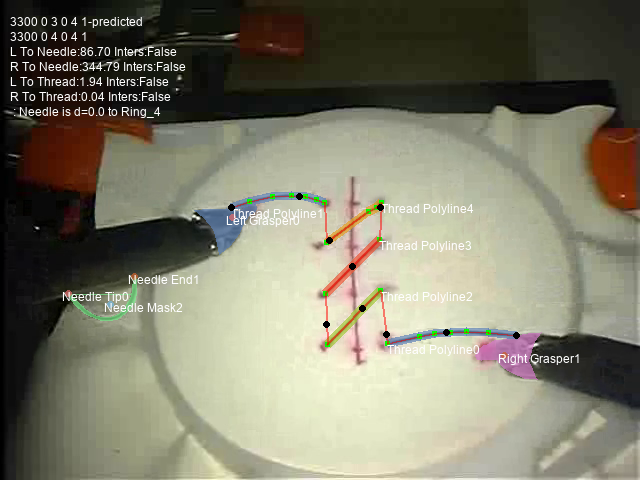 3300 0 3 0 4 1-predicted
3300 0 4 0 4 1
L To Needle:86.70 Inters:False
R To Needle:344.79 Inters:False
L To Thread:1.94 Inters:False
R To Thread:0.04 Inters:False
: Needle is d=0.0 to Ring_4
Thread Polyline1
Thread Polyline4
Left Grasper0
Thread Polyline3
Needle End1
Needle Tip0
Thread Polyline2
Needle Mask2
Thread Polyline0
Right Grasper1